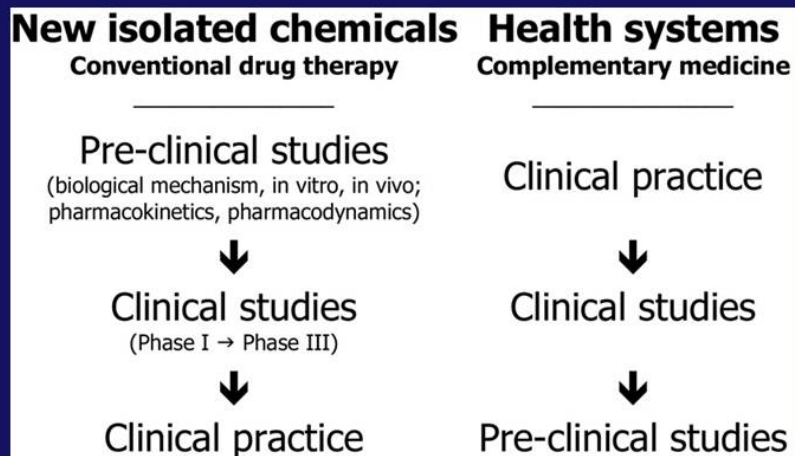 New isolated chemicals
Conventional drug therapy
Pre-clinical studies
(biological mechanism, in vitro, in vivo;
pharmacokinetics, pharmacodynamics)
↓
Clinical studies
(Phase I → Phase III)
↓
Clinical practice
Health systems
Complementary medicine
Clinical practice
↓
Clinical studies
↓
Pre-clinical studies